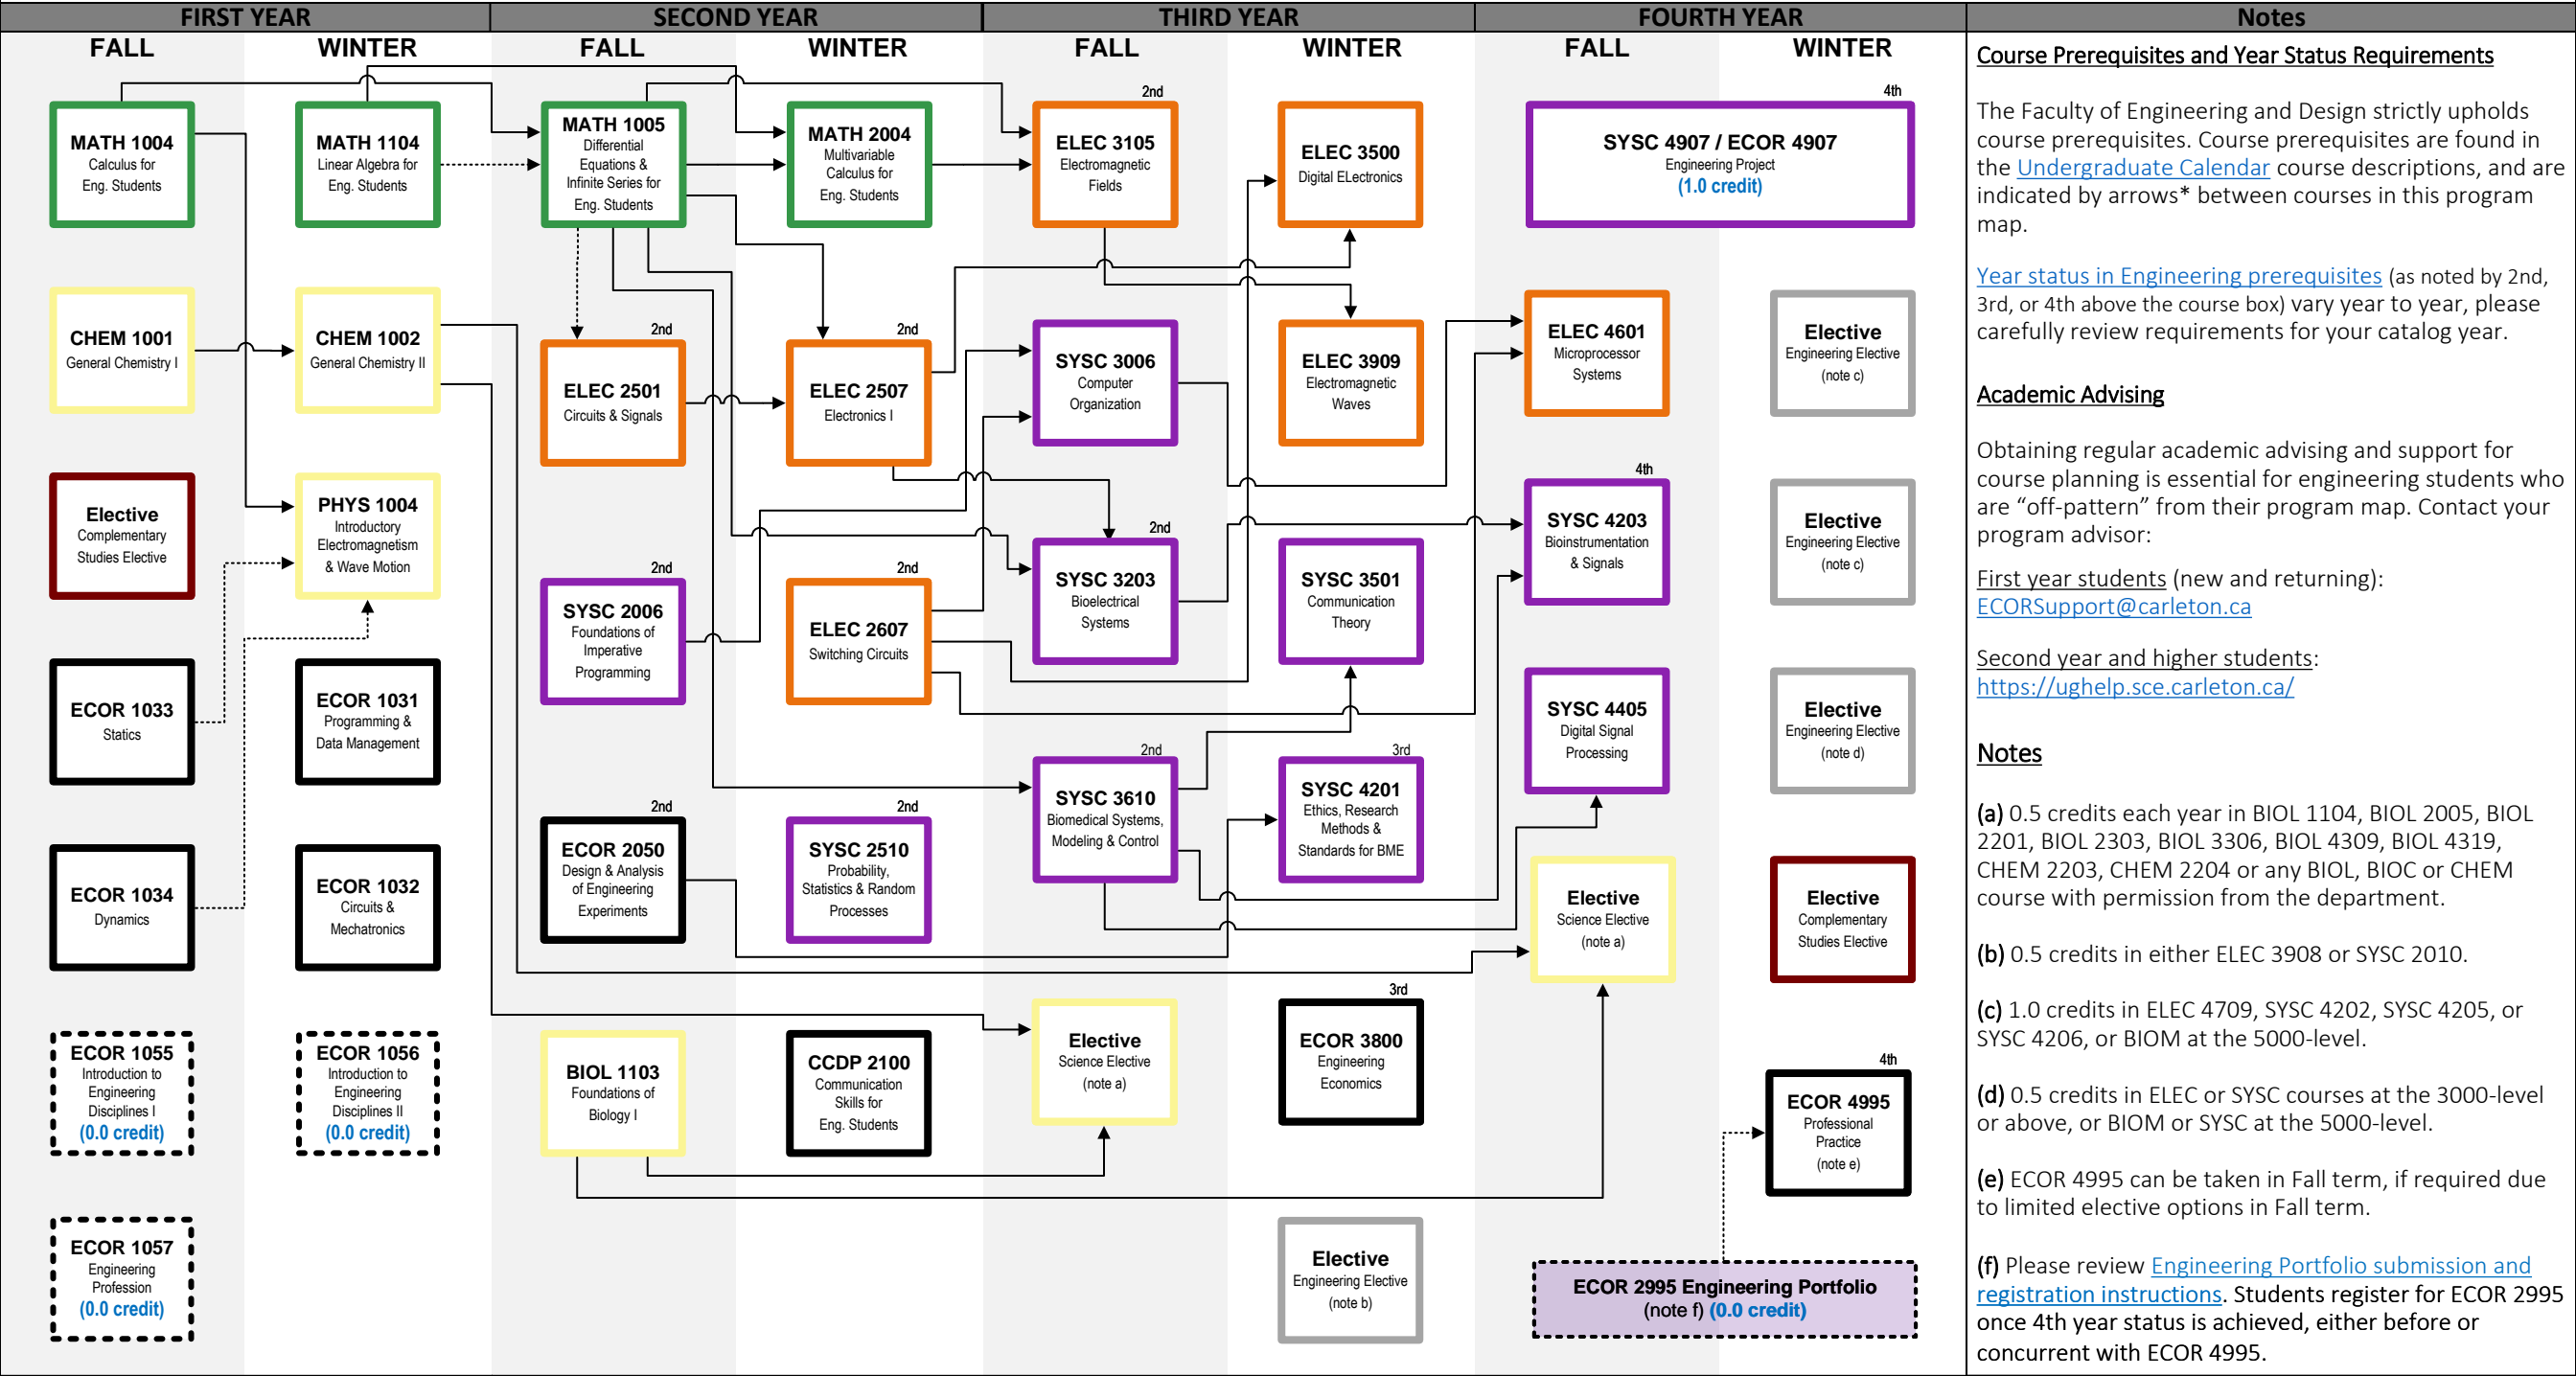 FIRST YEAR
SECOND YEAR
THIRD YEAR
FOURTH YEAR
Notes
FALL
WINTER
FALL
WINTER
FALL
WINTER
FALL
WINTER
MATH 1004
Calculus for
Eng. Students
CHEM 1001
General Chemistry I
Elective
Complementary
Studies Elective
ECOR 1033
Statics
ECOR 1034
Dynamics
ECOR 1055
Introduction to
Engineering
Disciplines I
(0.0 credit)
ECOR 1057
Engineering
Profession
(0.0 credit)
MATH 1104
Linear Algebra for
Eng. Students
CHEM 1002
General Chemistry II
PHYS 1004
Introductory
Electromagnetism
& Wave Motion
ECOR 1031
Programming &
Data Management
ECOR 1032
Circuits &
Mechatronics
ECOR 1056
Introduction to
Engineering
Disciplines II
(0.0 credit)
MATH 1005
Differential
Equations &
Infinite Series for
Eng. Students
2nd
ELEC 2501
Circuits & Signals
2nd
SYSC 2006
Foundations of
Imperative
Programming
2nd
ECOR 2050
Design & Analysis
of Engineering
Experiments
BIOL 1103
Foundations of
Biology I
MATH 2004
Multivariable
Calculus for
Eng. Students
2nd
ELEC 2507
Electronics I
2nd
ELEC 2607
Switching Circuits
2nd
SYSC 2510
Probability,
Statistics & Random
Processes
CCDP 2100
Communication
Skills for
Eng. Students
2nd
ELEC 3105
Electromagnetic
Fields
SYSC 3006
Computer
Organization
2nd
SYSC 3203
Bioelectrical
Systems
2nd
SYSC 3610
Biomedical Systems,
Modeling & Control
Elective
Science Elective
(note a)
ELEC 3500
Digital ELectronics
ELEC 3909
Electromagnetic
Waves
SYSC 3501
Communication
Theory
3rd
SYSC 4201
Ethics, Research
Methods &
Standards for BME
3rd
ECOR 3800
Engineering
Economics
Elective
Engineering Elective
(note b)
4th
SYSC 4907 / ECOR 4907
Engineering Project
(1.0 credit)
ELEC 4601
Microprocessor
Systems
4th
SYSC 4203
Bioinstrumentation
& Signals
SYSC 4405
Digital Signal
Processing
Elective
Science Elective
(note a)
Elective
Engineering Elective
(note c)
Elective
Engineering Elective
(note c)
Elective
Engineering Elective
(note d)
Elective
Complementary
Studies Elective
4th
ECOR 4995
Professional
Practice
(note e)
ECOR 2995 Engineering Portfolio
(note f) (0.0 credit)
Course Prerequisites and Year Status Requirements
The Faculty of Engineering and Design strictly upholds
course prerequisites. Course prerequisites are found in
the Undergraduate Calendar course descriptions, and are
indicated by arrows* between courses in this program
map.
Year status in Engineering prerequisites (as noted by 2nd,
3rd, or 4th above the course box) vary year to year, please
carefully review requirements for your catalog year.
Academic Advising
Obtaining regular academic advising and support for
course planning is essential for engineering students who
are “off-pattern” from their program map. Contact your
program advisor:
First year students (new and returning):
ECORSupport@carleton.ca
Second year and higher students:
https://ughelp.sce.carleton.ca/
Notes
(a) 0.5 credits each year in BIOL 1104, BIOL 2005, BIOL
2201, BIOL 2303, BIOL 3306, BIOL 4309, BIOL 4319,
CHEM 2203, CHEM 2204 or any BIOL, BIOC or CHEM
course with permission from the department.
(b) 0.5 credits in either ELEC 3908 or SYSC 2010.
(c) 1.0 credits in ELEC 4709, SYSC 4202, SYSC 4205, or
SYSC 4206, or BIOM at the 5000-level.
(d) 0.5 credits in ELEC or SYSC courses at the 3000-level
or above, or BIOM or SYSC at the 5000-level.
(e) ECOR 4995 can be taken in Fall term, if required due
to limited elective options in Fall term.
(f) Please review Engineering Portfolio submission and
registration instructions. Students register for ECOR 2995
once 4th year status is achieved, either before or
concurrent with ECOR 4995.